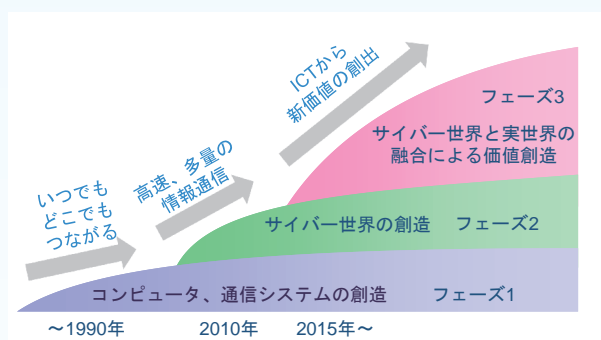 ICTから
新価値の創出
フェーズ3
サイバー世界と実世界の
融合による価値創造
高速、多量の
情報通信
いつでも
どこでも
つながる
サイバー世界の創造 フェーズ2
コンピュータ、通信システムの創造 フェーズ1
～1990年 2010年 2015年～